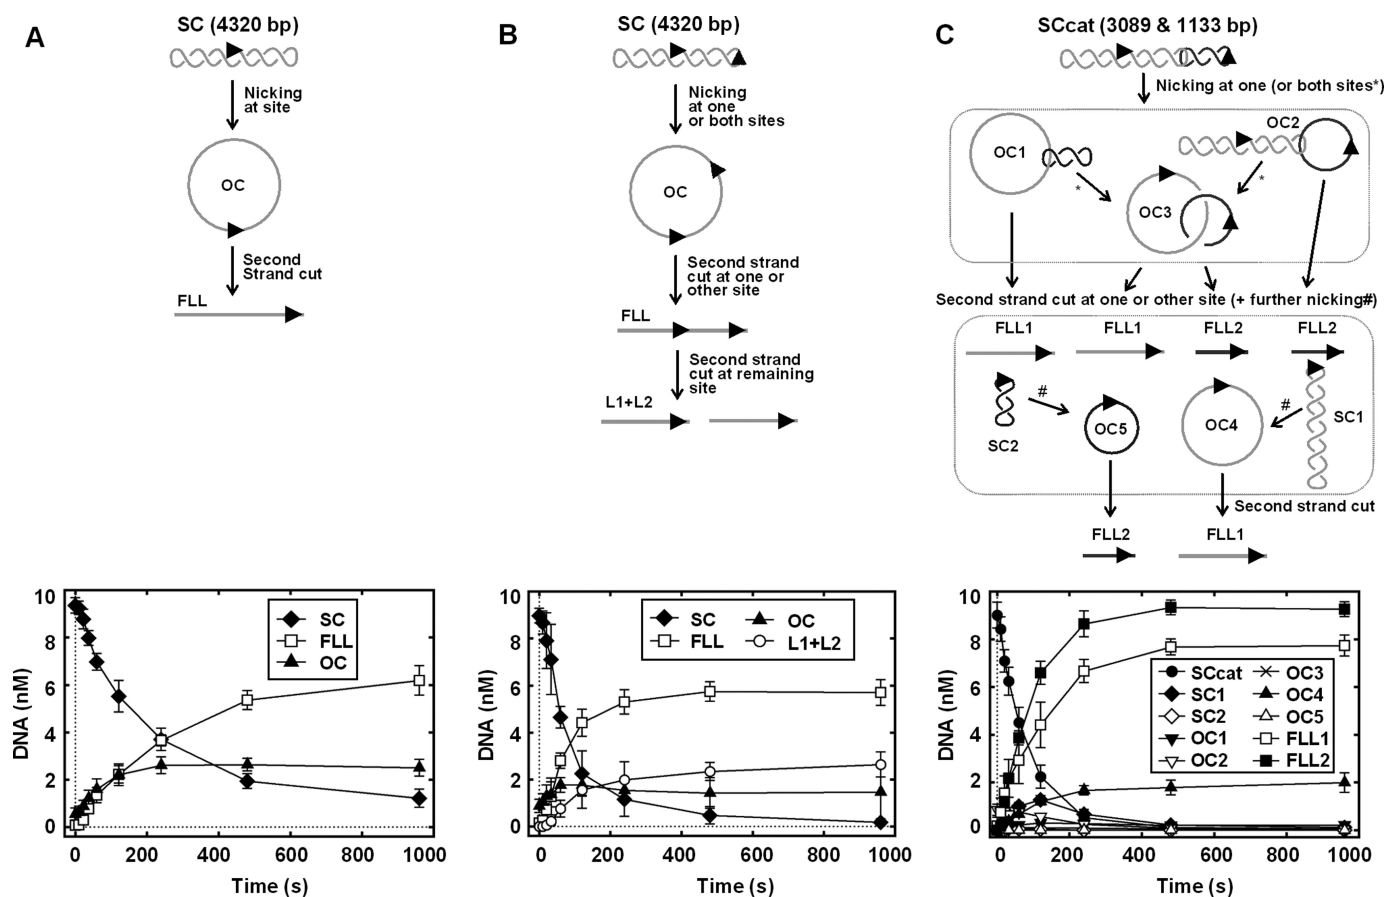 A
SC (4320 bp)
Nicking
at site
OC
Second
Strand cut
FLL
B
SC (4320 bp)
Nicking
at one
or both sites
OC
Second strand
cut at one or
other site
FLL
Second strand
cut at remaining
site
L1+L2
C
SCcat (3089 & 1133 bp)
Nicking at one (or both sites*)
OC1
OC2
*
*
OC3
Second strand cut at one or other site (+ further nicking#)
FLL1
FLL1
FLL2
FLL2
#
#
SC2
OC5
OC4
SC1
Second strand cut
FLL2
FLL1
DNA (nM)
10
8
6
4
2
0
0
200
400
600
800
1000
Time (s)
SC
FLL
OC
DNA (nM)
10
8
6
4
2
0
0
200
400
600
800
1000
Time (s)
SC
OC
FLL
L1+L2
DNA (nM)
10
8
6
4
2
0
0
200
400
600
800
1000
Time (s)
SCcat
OC3
SC1
OC4
SC2
OC5
OC1
FLL1
OC2
FLL2